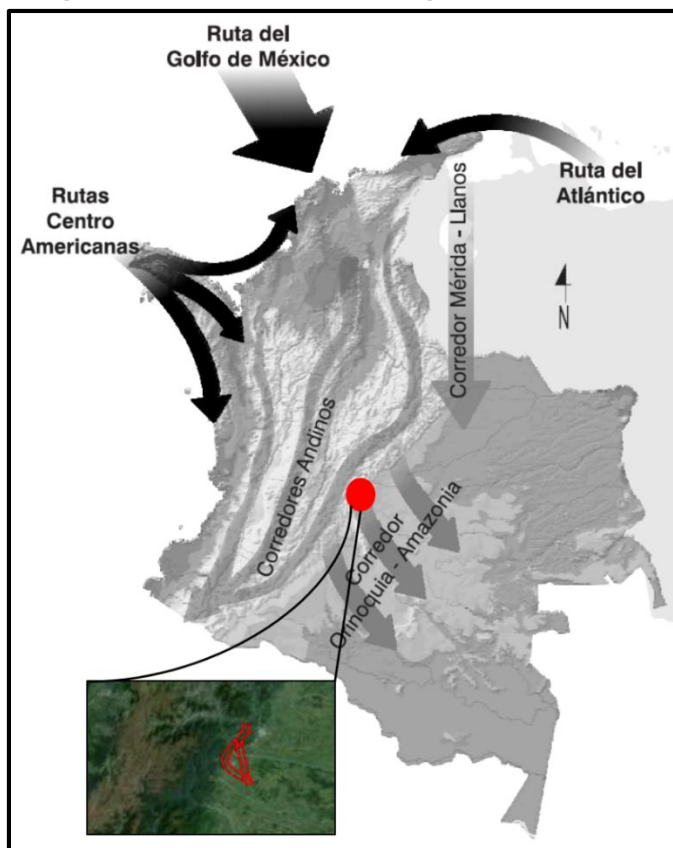 Ruta del
Golfo de México
Ruta del
Atlántico
Rutas
Centro
Americanas
Corredor Mérida - Llanos
N
Corredores Andinos
Corredor
Orinoquia - Amazonia